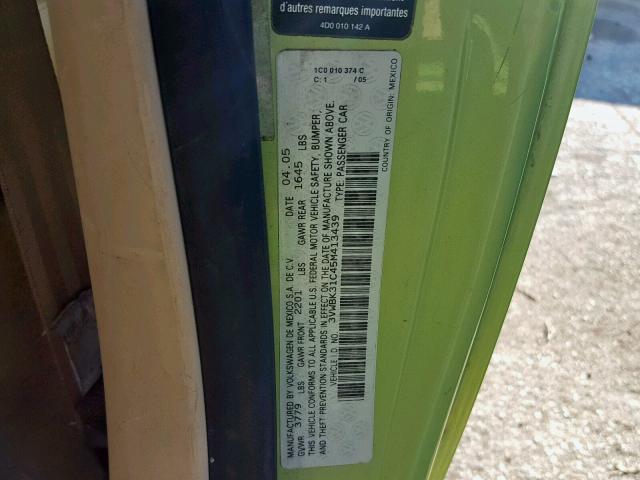 d'autres remarques importantes
4D0 010 142 A
1C0 010 374 C
C: 1 / 05
MANUFACTURED BY VOLKSWAGEN DE MEXICO S.A. DE C.V. DATE 04.05
GVWR 3779 LBS GAWR FRONT 2201 LBS GAWR REAR 1645 LBS
THIS VEHICLE CONFORMS TO ALL APPLICABLE U.S. FEDERAL MOTOR VEHICLE SAFETY, BUMPER,
AND THEFT PREVENTION STANDARDS IN EFFECT ON THE DATE OF MANUFACTURE SHOWN ABOVE.
VEHICLE I.D. NO. 3VWBK31C45M413439 TYPE: PASSENGER CAR
COUNTRY OF ORIGIN: MEXICO